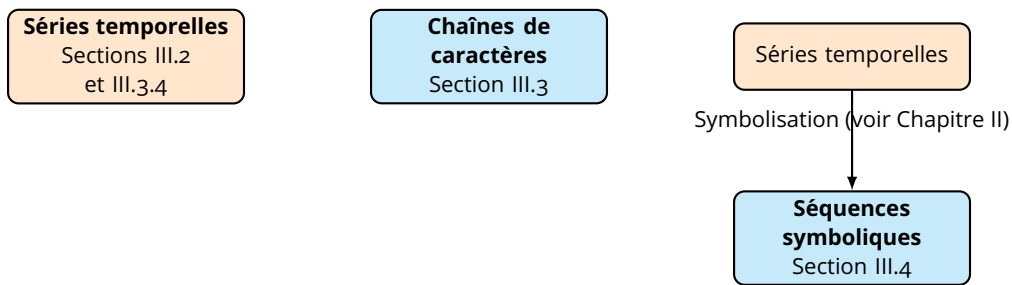 Séries temporelles
Sections III.2
et III.3.4
Chaînes de
caractères
Section III.3
Séries temporelles
Symbolisation (voir Chapitre II)
Séquences
symboliques
Section III.4